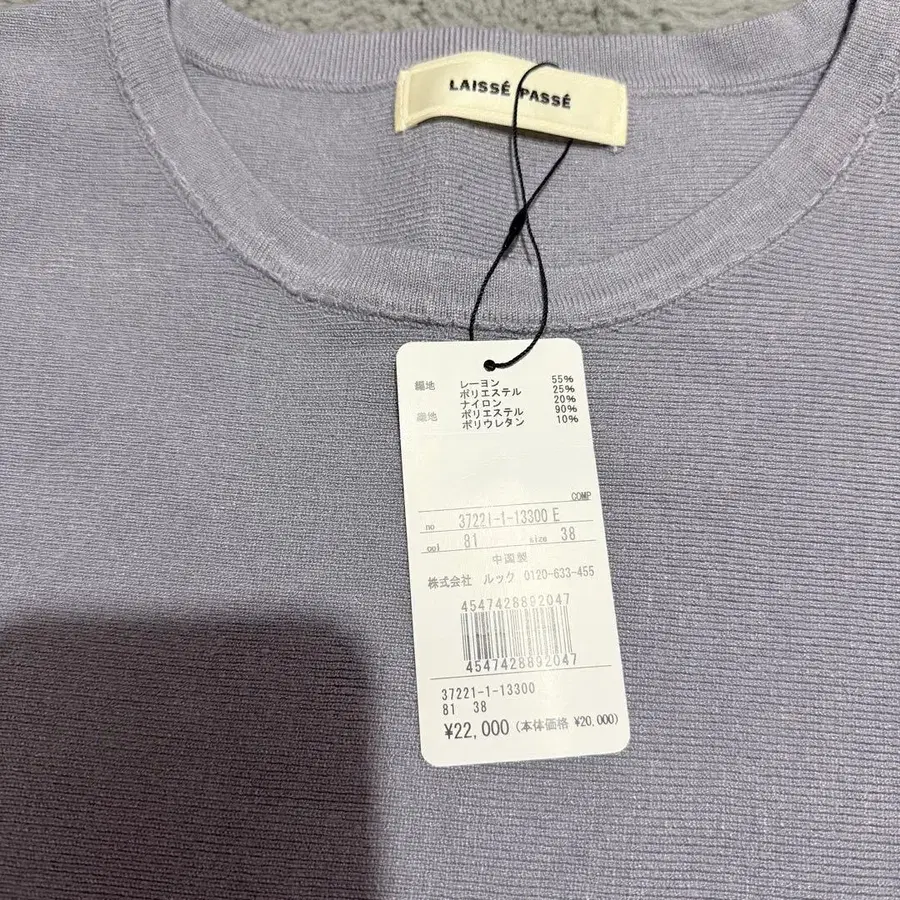 LAISSÉ PASSÉ
編地 レーヨン 55%
ポリエステル 25%
ナイロン 20%
編地 ポリエステル 90%
ポリウレタン 10%
COMP
no 37221-1-13300 E
col 81 size 38
中国製
株式会社 ルック 0120-633-455
4547428892047
4547428892047
37221-1-13300
81 38
¥22,000 (本体価格 ¥20,000)